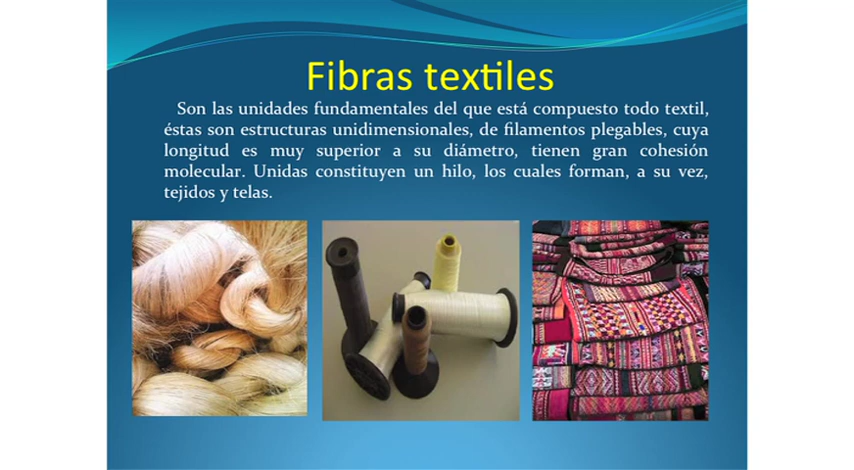 Fibras textiles
Son las unidades fundamentales del que está compuesto todo textil,
éstas son estructuras unidimensionales, de filamentos plegables, cuya
longitud es muy superior a su diámetro, tienen gran cohesión
molecular. Unidas constituyen un hilo, los cuales forman, a su vez,
tejidos y telas.